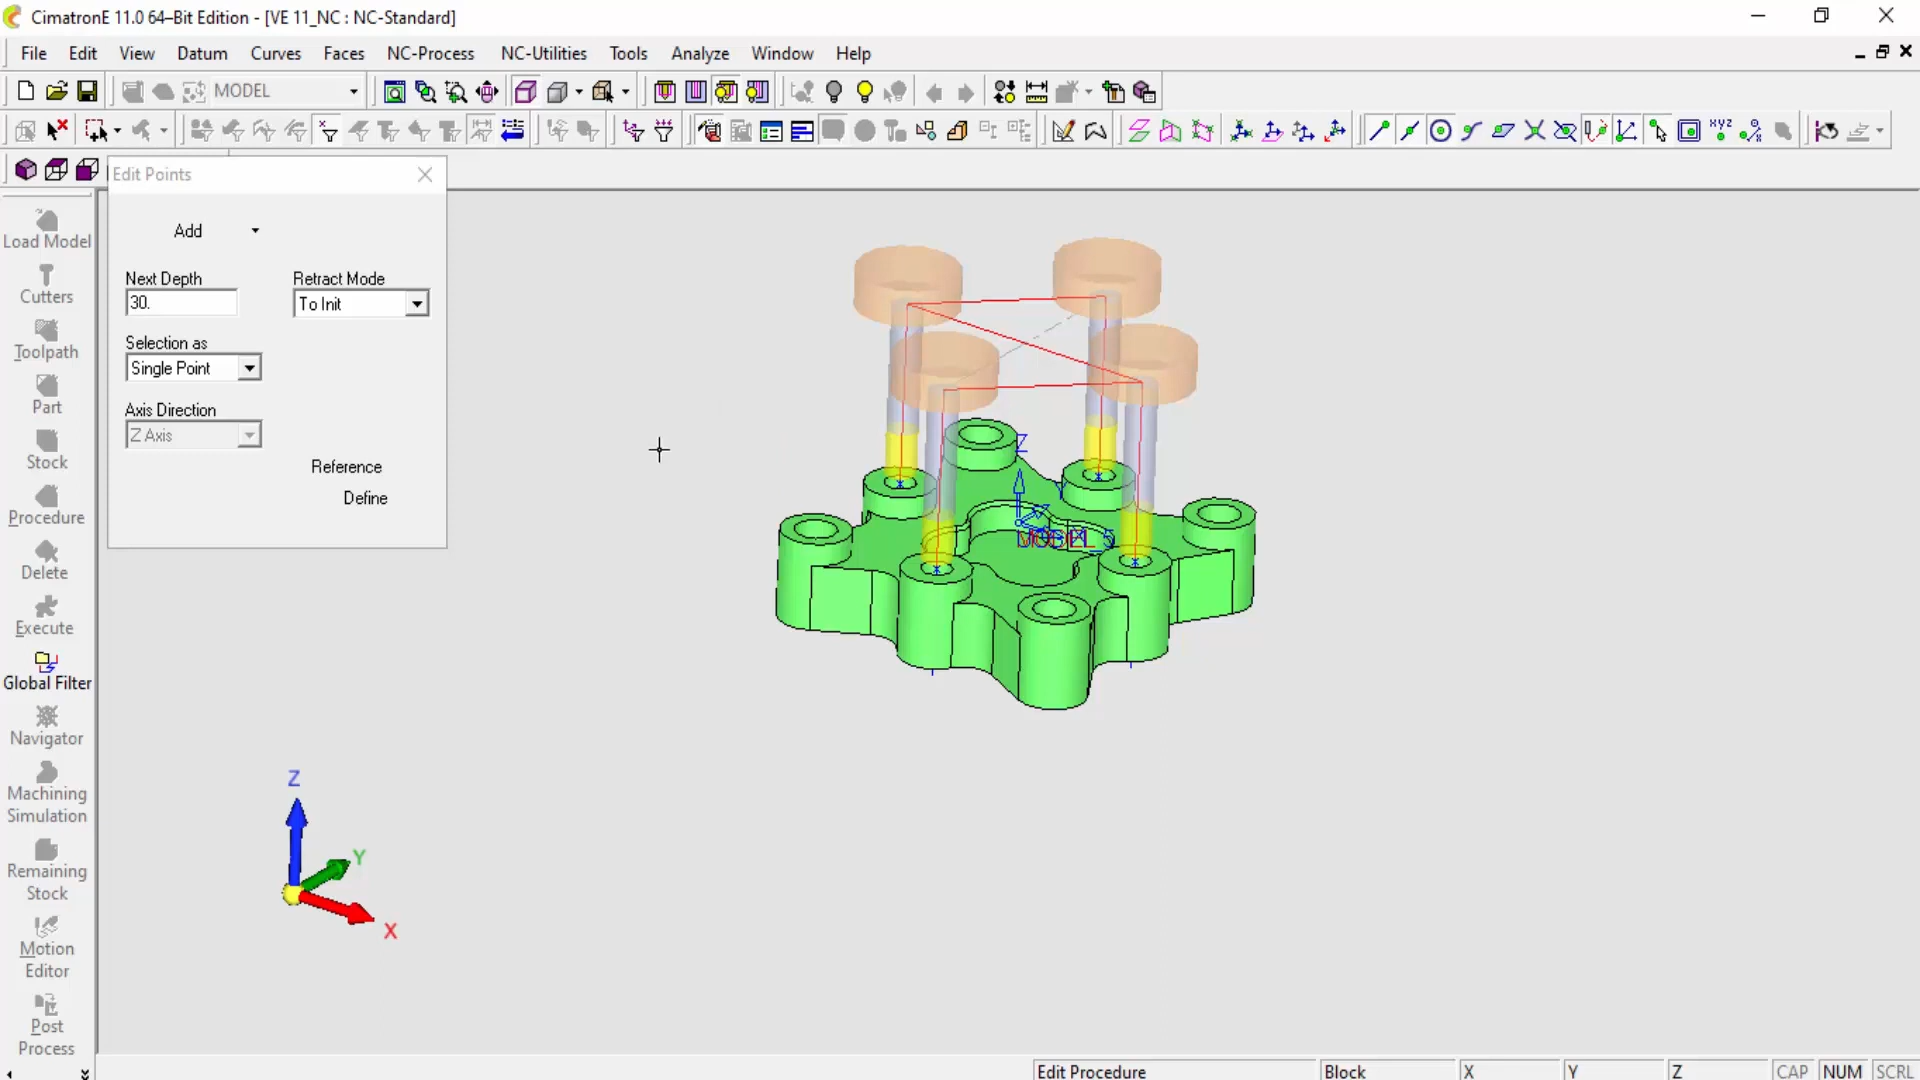 CimatronE 11.0 64–Bit Edition - [VE 11_NC : NC-Standard]
File Edit View Datum Curves Faces NC-Process NC-Utilities Tools Analyze Window Help
MODEL
xyz
Edit Points
Add
Next Depth
Retract Mode
30.
To Init
Selection as
Single Point
Axis Direction
Z Axis
Reference
Define
Load Model
Cutters
Toolpath
Part
Stock
Procedure
Delete
Execute
Global Filter
Navigator
Machining
Simulation
Remaining
Stock
Motion
Editor
Post
Process
Z
Z
Y
X
Edit Procedure
Block
X
Y
Z
CAP
NUM
SCRL